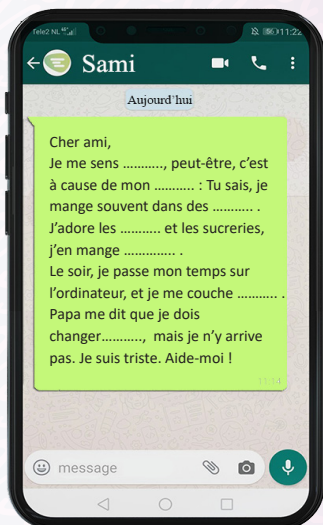 Tele2 NL
11:22
Sami
Aujourd'hui
Cher ami,
Je me sens ..........., peut-être, c'est
à cause de mon .......... : Tu sais, je
mange souvent dans des .......... .
J'adore les .......... et les sucreries,
j'en mange ............. .
Le soir, je passe mon temps sur
l'ordinateur, et je me couche .......... .
Papa me dit que je dois
changer.........., mais je n'y arrive
pas. Je suis triste. Aide-moi !
11:14
message